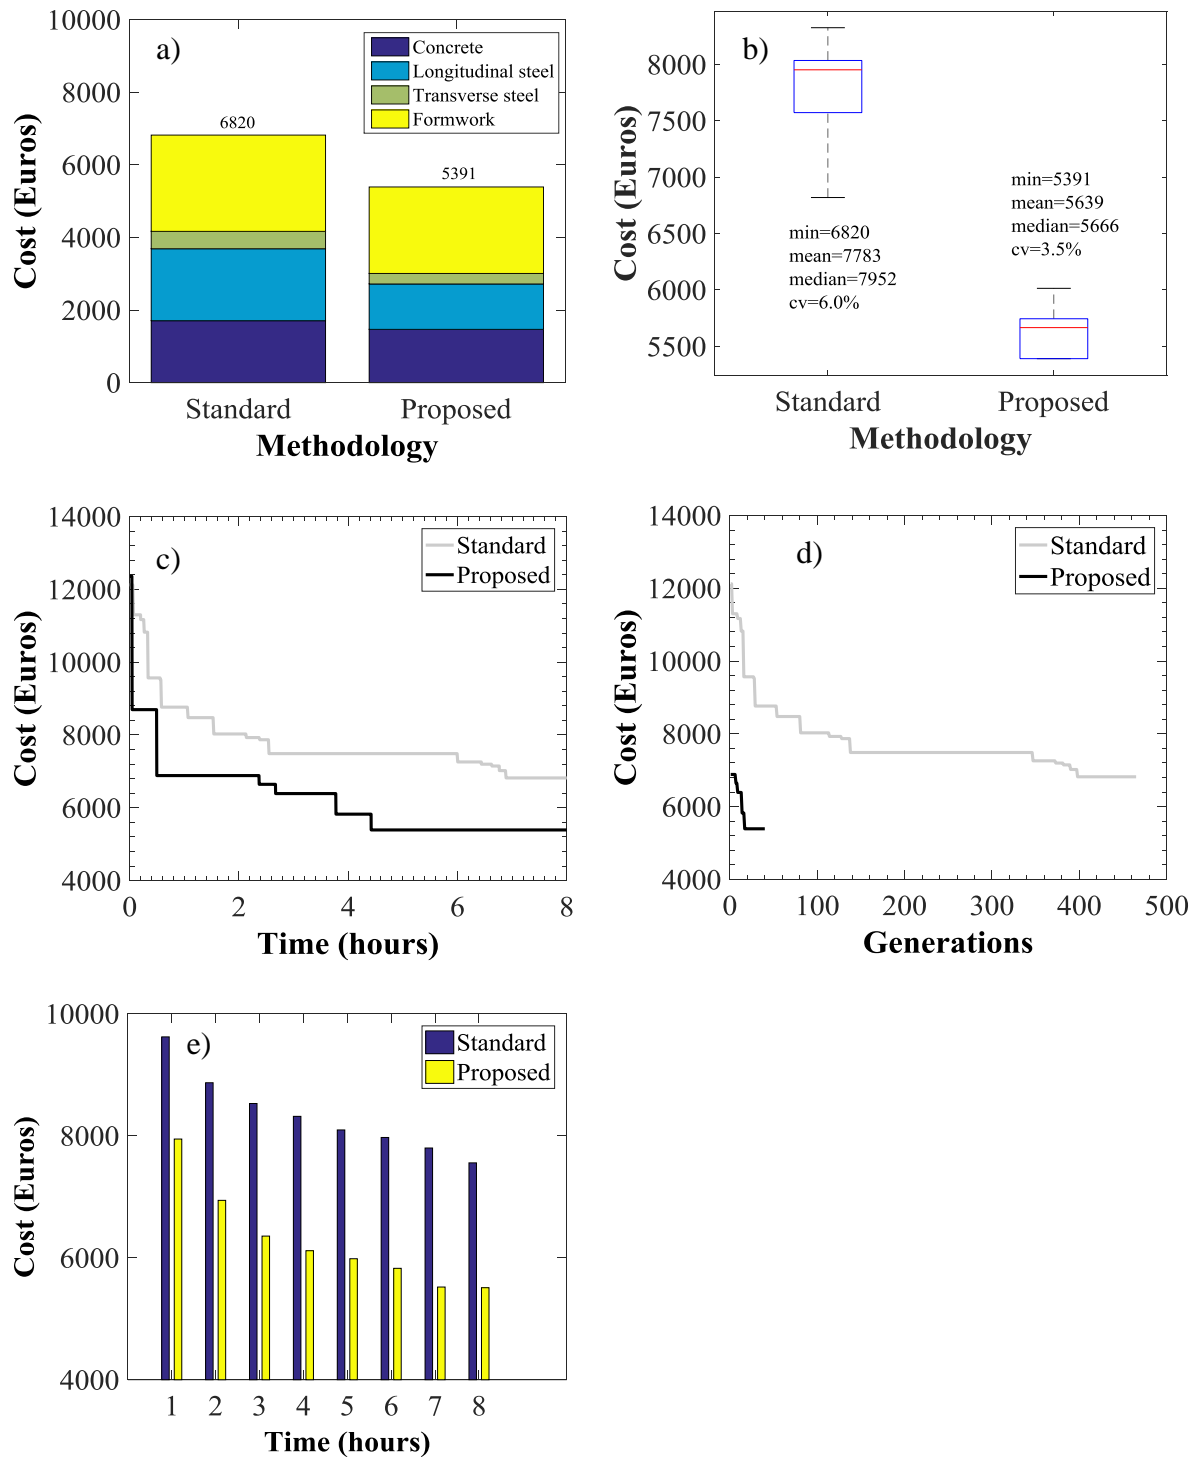 a)
10000
8000
6000
4000
2000
0
Cost (Euros)
Concrete
Longitudinal steel
Transverse steel
Formwork
6820
5391
Standard Proposed
Methodology
b)
8000
7500
7000
6500
6000
5500
Cost (Euros)
min=6820
mean=7783
median=7952
cv=6.0%
min=5391
mean=5639
median=5666
cv=3.5%
Standard Proposed
Methodology
c)
14000
12000
10000
8000
6000
4000
Cost (Euros)
Standard
Proposed
0 2 4 6 8
Time (hours)
d)
14000
12000
10000
8000
6000
4000
Cost (Euros)
Standard
Proposed
0 100 200 300 400 500
Generations
e)
10000
8000
6000
4000
Cost (Euros)
Standard
Proposed
1 2 3 4 5 6 7 8
Time (hours)